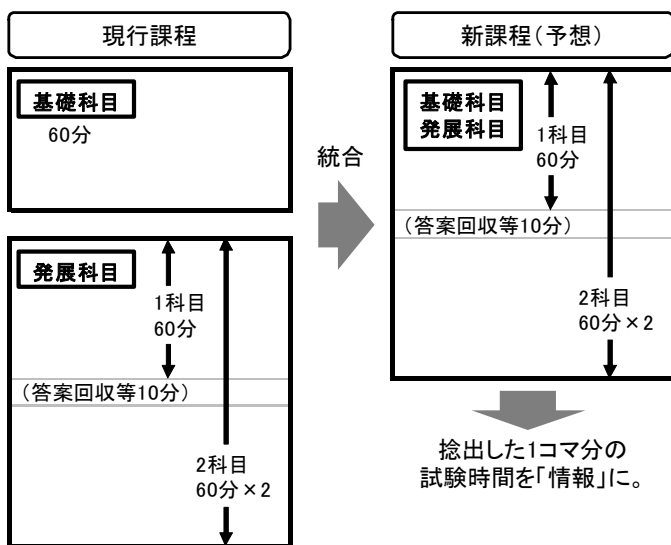 現行課程
基礎科目
60分
発展科目
1科目
60分
(答案回収等10分)
2科目
60分×2
統合
新課程(予想)
基礎科目
発展科目
1科目
60分
(答案回収等10分)
2科目
60分×2
捻出した1コマ分の
試験時間を「情報」に。